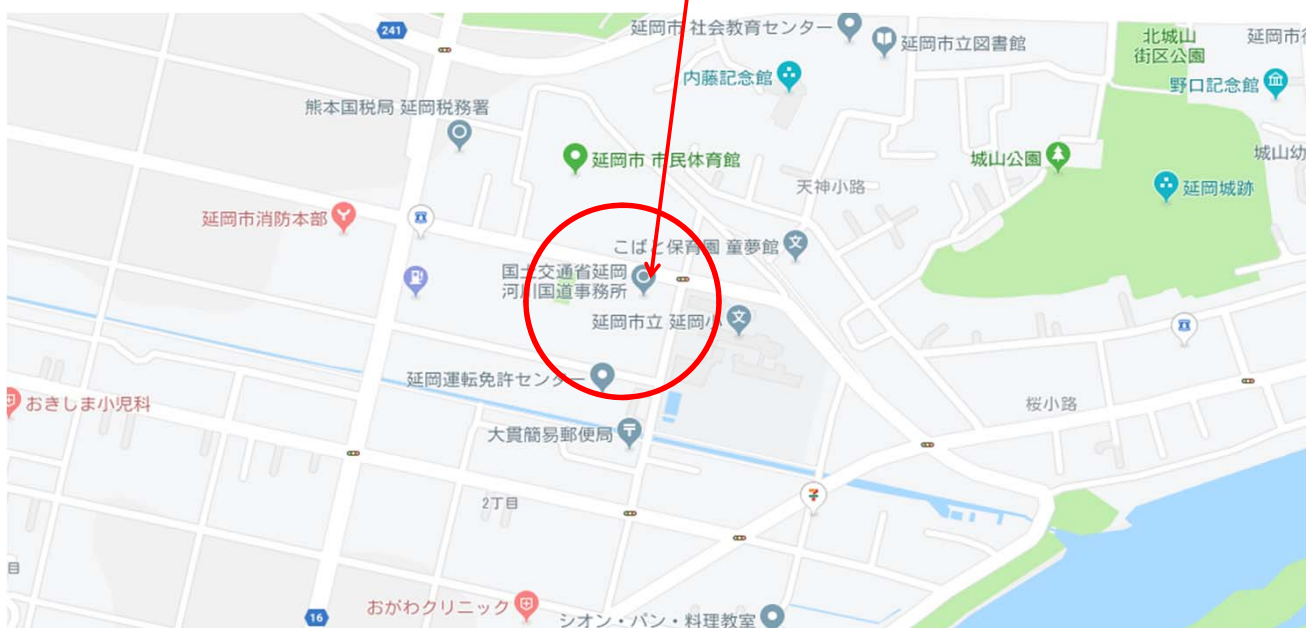 241
延岡市 社会教育センター
延岡市立図書館
北城山
街区公園
延岡市
内藤記念館
野口記念館
熊本国税局 延岡税務署
延岡市 市民体育館
城山公園
城山幼
天神小路
延岡城跡
延岡市消防本部
こばと保育園 童夢館
国土交通省延岡
河川国道事務所
延岡市立 延岡小
延岡運転免許センター
おきしま小児科
桜小路
大貫簡易郵便局
2丁目
目
おがわクリニック
16
シオン・パン・料理教室